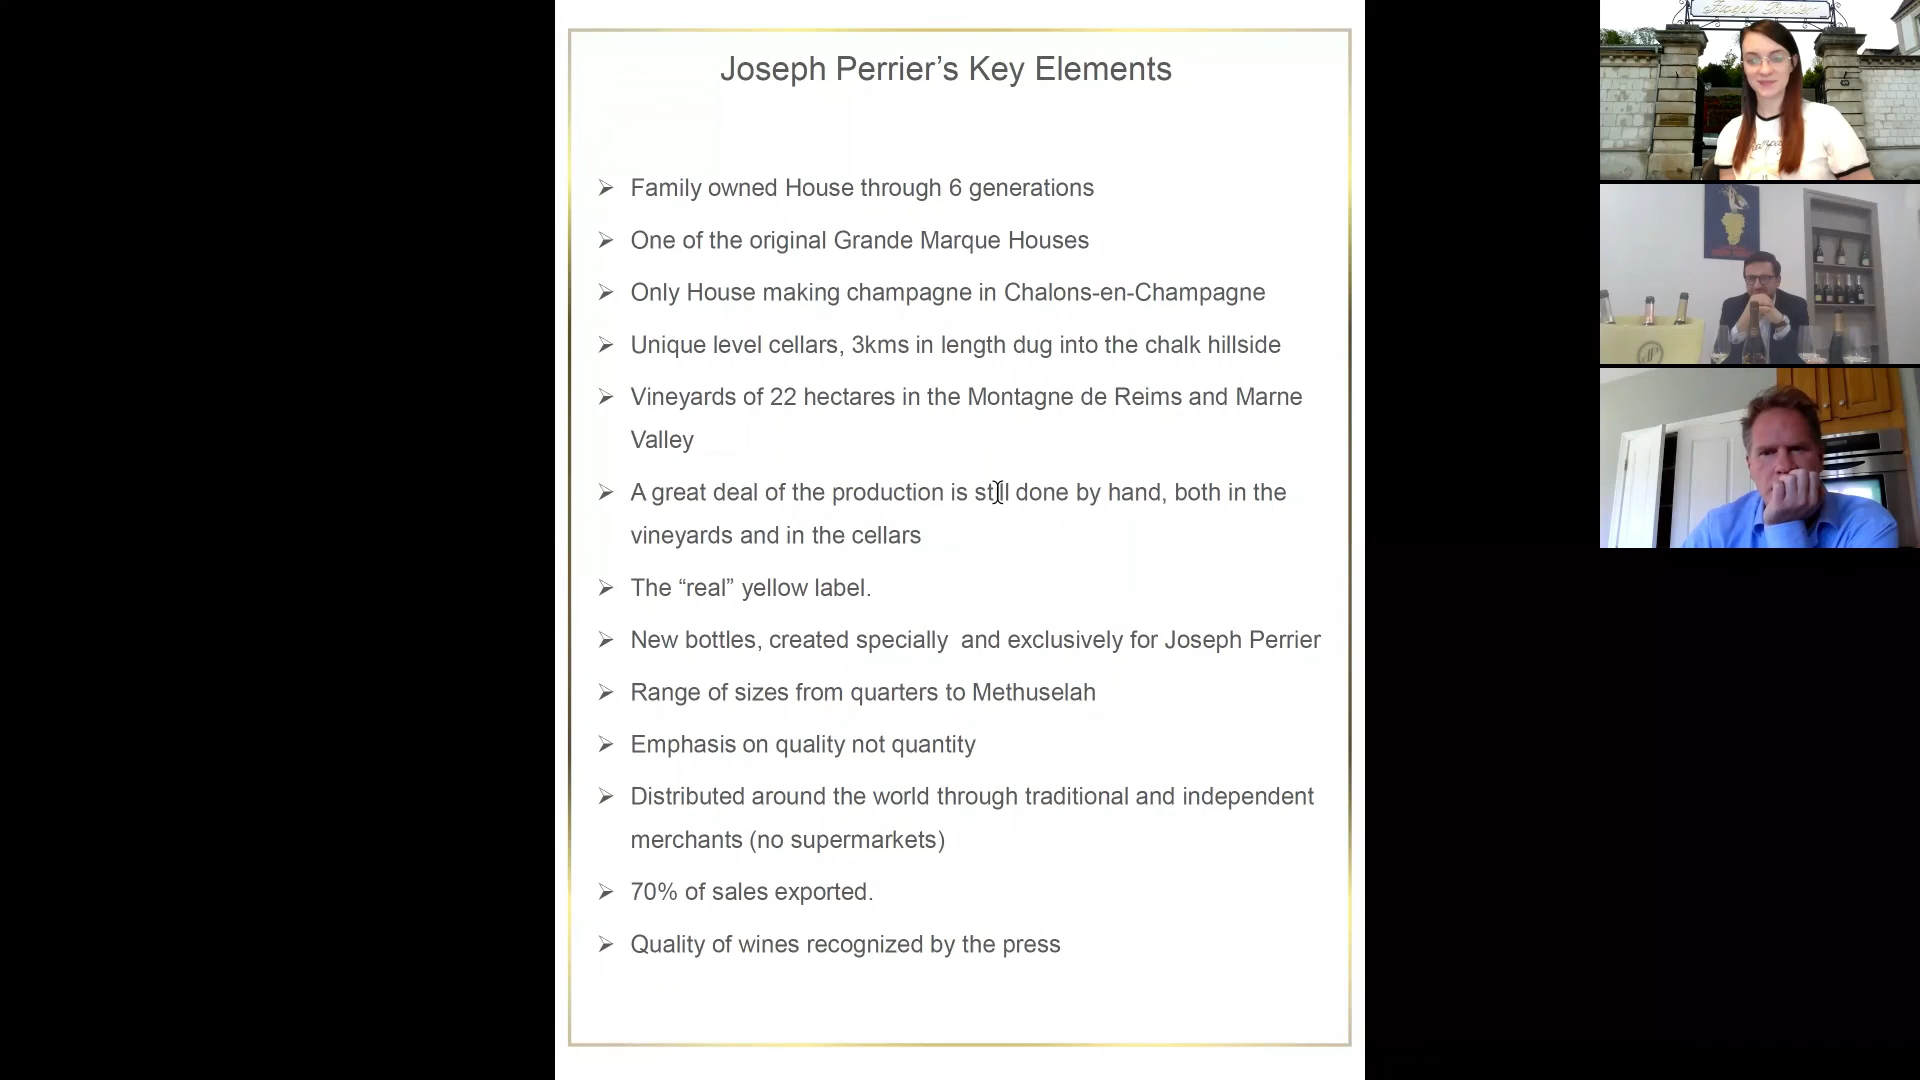 Joseph Perrier’s Key Elements
Family owned House through 6 generations
One of the original Grande Marque Houses
Only House making champagne in Chalons-en-Champagne
Unique level cellars, 3kms in length dug into the chalk hillside
Vineyards of 22 hectares in the Montagne de Reims and Marne
Valley
A great deal of the production is still done by hand, both in the
vineyards and in the cellars
The “real” yellow label.
New bottles, created specially  and exclusively for Joseph Perrier
Range of sizes from quarters to Methuselah
Emphasis on quality not quantity
Distributed around the world through traditional and independent
merchants (no supermarkets)
70% of sales exported.
Quality of wines recognized by the press
Joseph Perrier